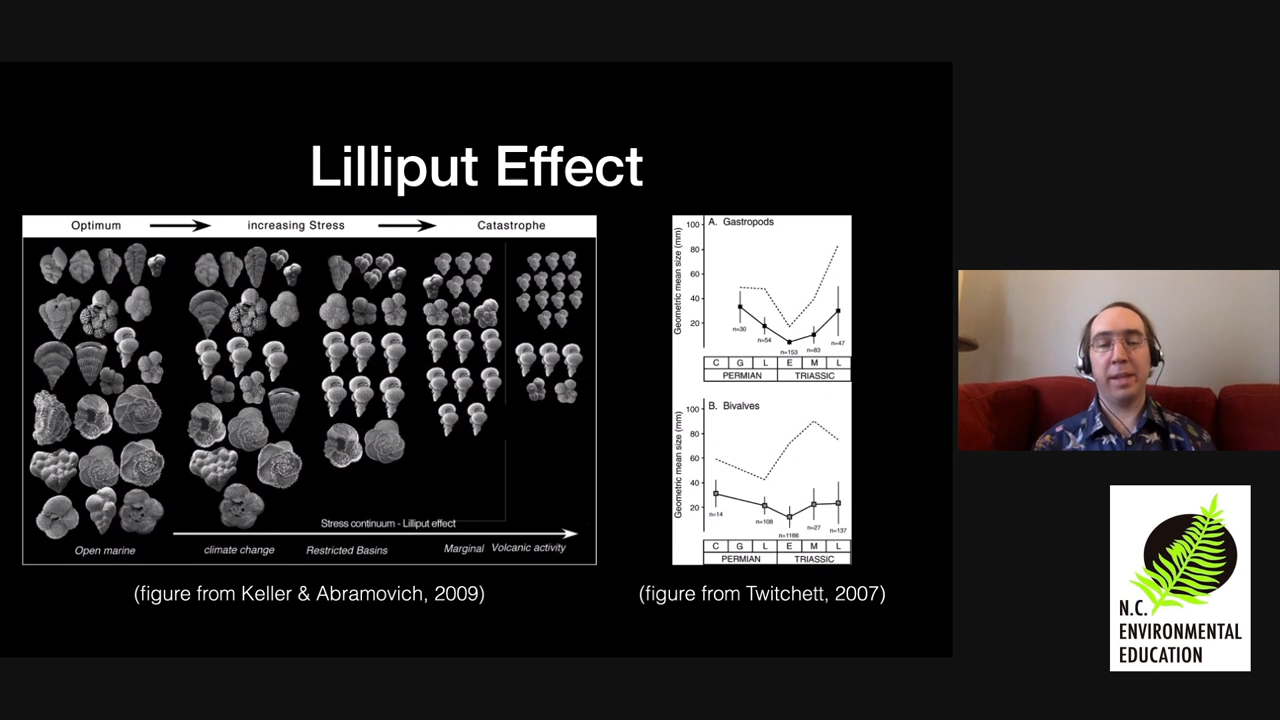 Lilliput Effect
Optimum increasing Stress Catastrophe
Stress continuum - Lilliput effect
Open marine climate change Restricted Basins Marginal Volcanic activity
(figure from Keller & Abramovich, 2009)
A. Gastropods
Geometric mean size (mm)
100
80
60
40
20
n=30
n=54
n=153
n=83
n=47
C G L E M L
PERMIAN TRIASSIC
B. Bivalves
Geometric mean size (mm)
100
80
60
40
20
n=14
n=108
n=1166
n=27
n=137
C G L E M L
PERMIAN TRIASSIC
(figure from Twitchett, 2007)
N.C.
ENVIRONMENTAL
EDUCATION